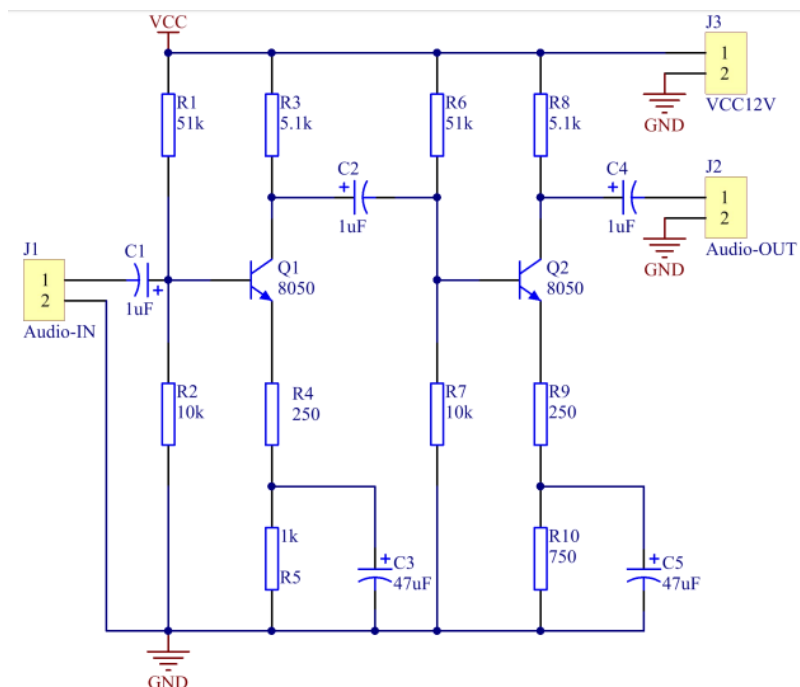 VCC
J3
1
2
VCC12V
GND
R1
51k
R3
5.1k
R6
51k
R8
5.1k
C2
+
1uF
C4
+
1uF
J2
1
2
Audio-OUT
GND
J1
1
2
Audio-IN
C1
+
1uF
Q1
8050
Q2
8050
R2
10k
R4
250
R7
10k
R9
250
1k
R5
+
C3
47uF
R10
750
+
C5
47uF
GND